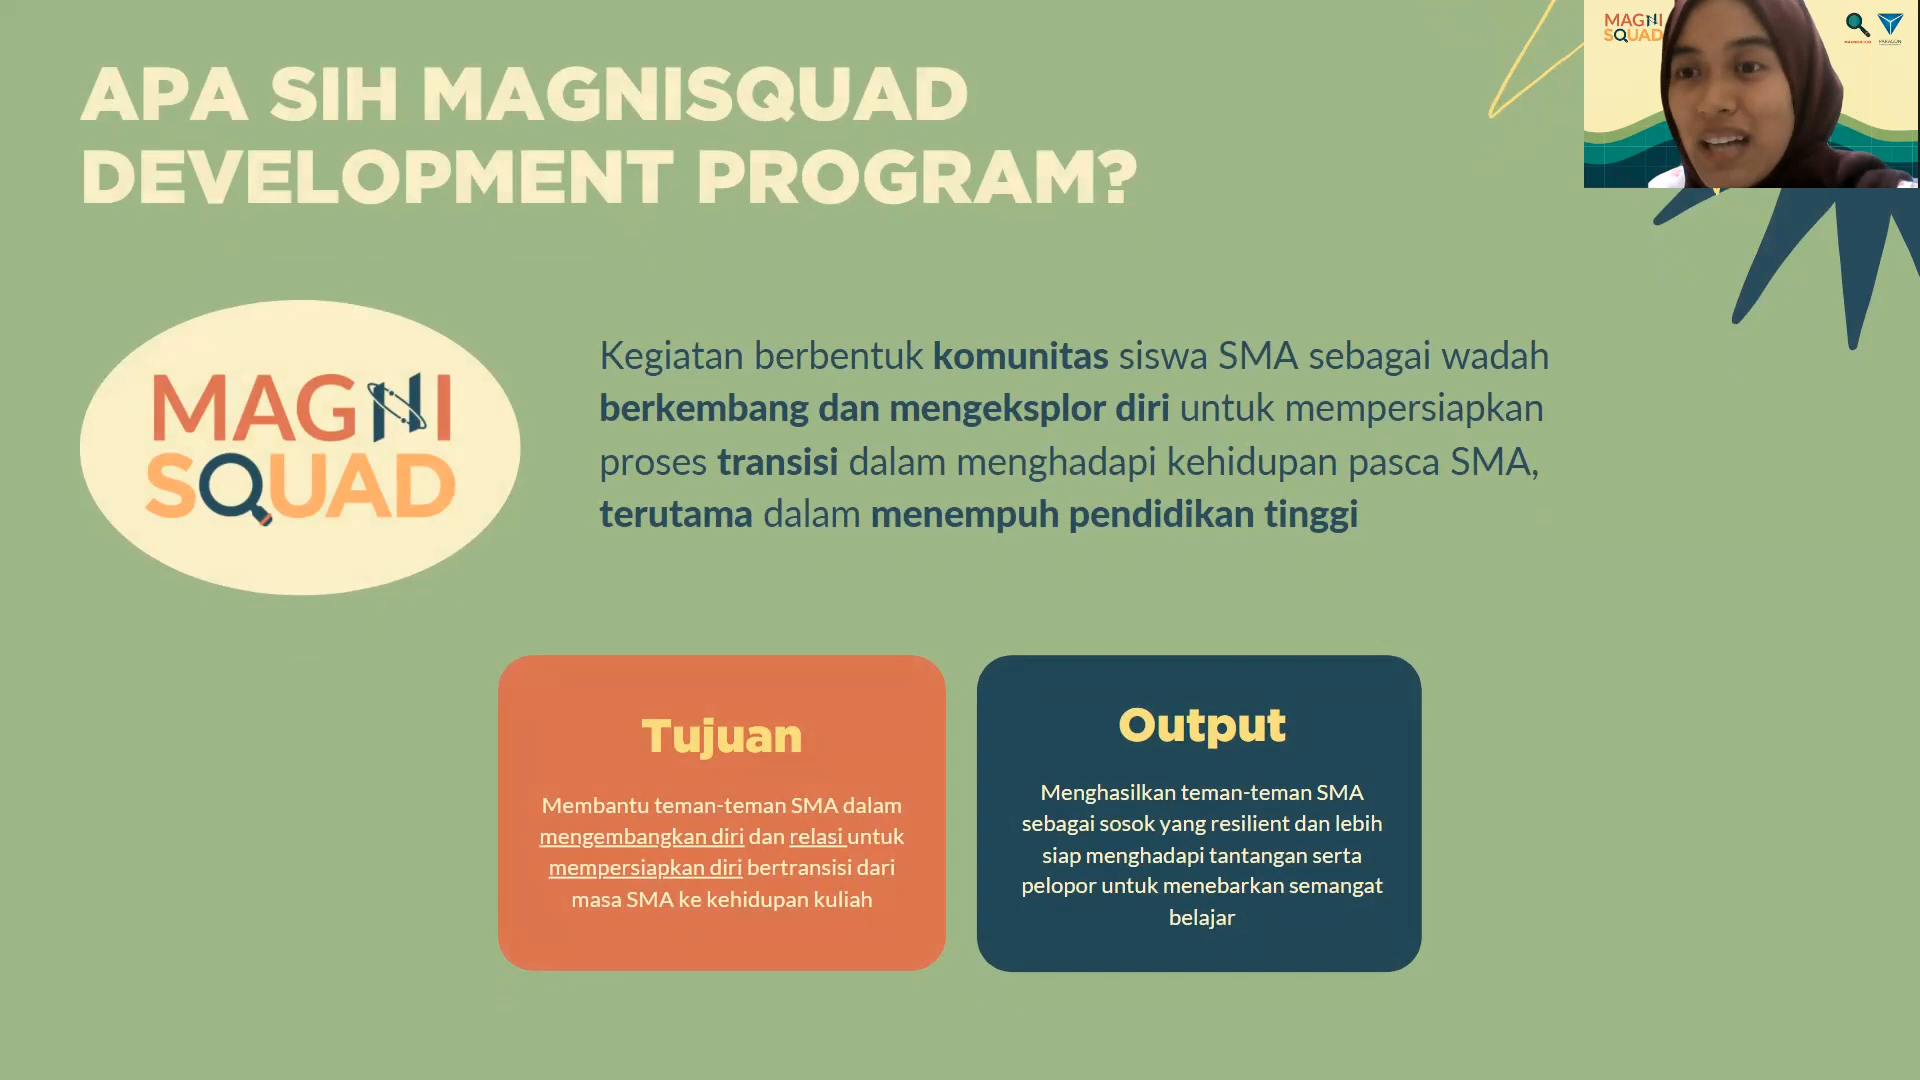 APA SIH MAGNISQUAD
DEVELOPMENT PROGRAM?
MAGNI
SQUAD
PARAGON
MAGNI
SQUAD
Kegiatan berbentuk komunitas siswa SMA sebagai wadah
berkembang dan mengeksplor diri untuk mempersiapkan
proses transisi dalam menghadapi kehidupan pasca SMA,
terutama dalam menempuh pendidikan tinggi
Tujuan
Membantu teman-teman SMA dalam
mengembangkan diri dan relasi untuk
mempersiapkan diri bertransisi dari
masa SMA ke kehidupan kuliah
Output
Menghasilkan teman-teman SMA
sebagai sosok yang resilient dan lebih
siap menghadapi tantangan serta
pelopor untuk menebarkan semangat
belajar